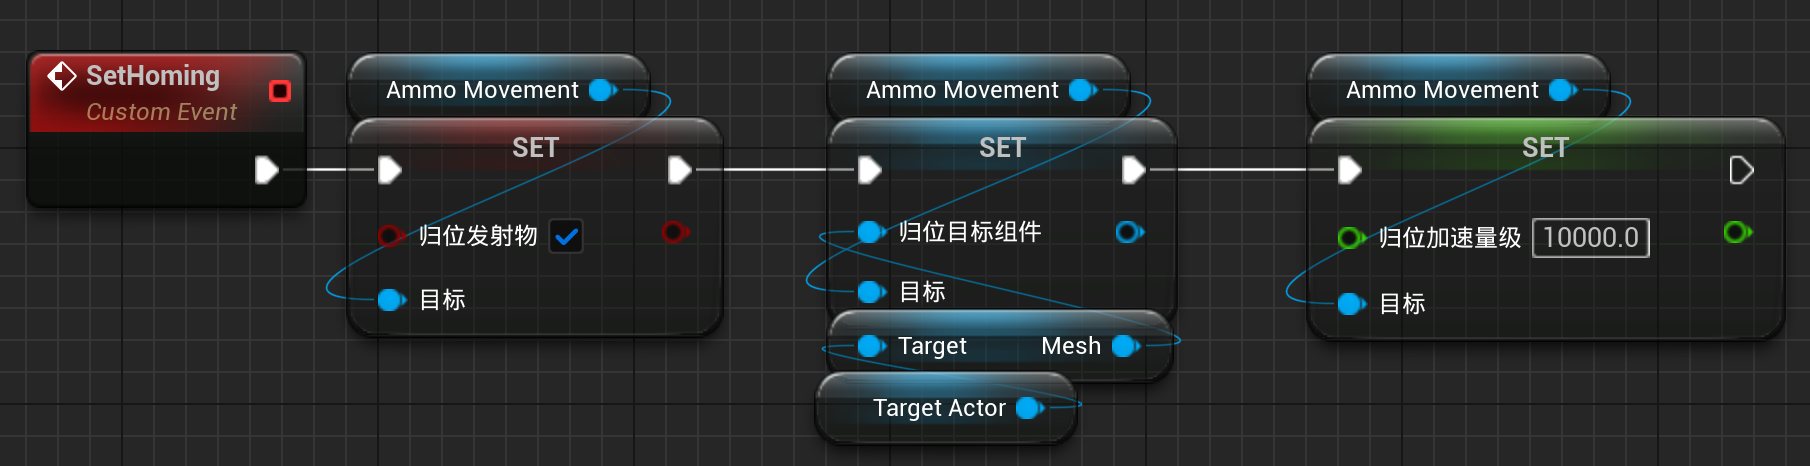 SetHoming
Custom Event
Ammo Movement
SET
归位发射物
目标
Ammo Movement
SET
归位目标组件
目标
Target Mesh
Target Actor
Ammo Movement
SET
归位加速量级 10000.0
目标